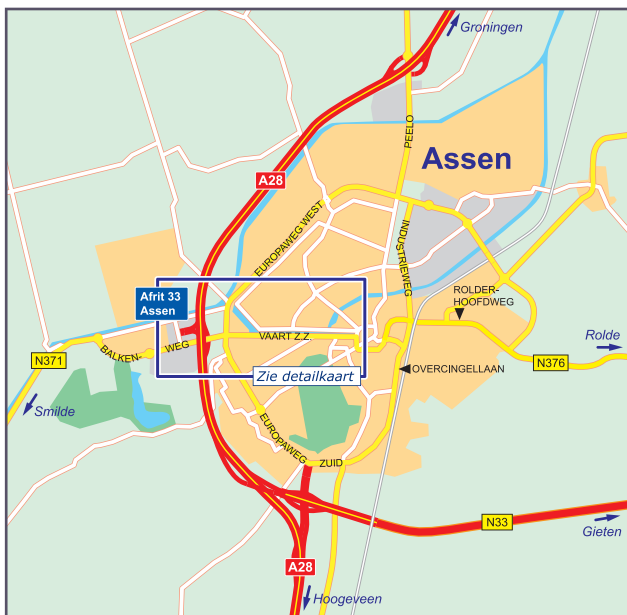 Groningen
PEELO
Assen
A28
EUROPAWEG WEST
INDUSTRIEWEG
Afrit 33
Assen
ROLDER-
HOOFDWEG
VAART Z.Z.
Rolde
BALKEN-
WEG
N371
N376
Zie detailkaart
OVERCINGELLAAN
Smilde
EUROPAWEG
ZUID
N33
Gieten
A28
Hoogeveen